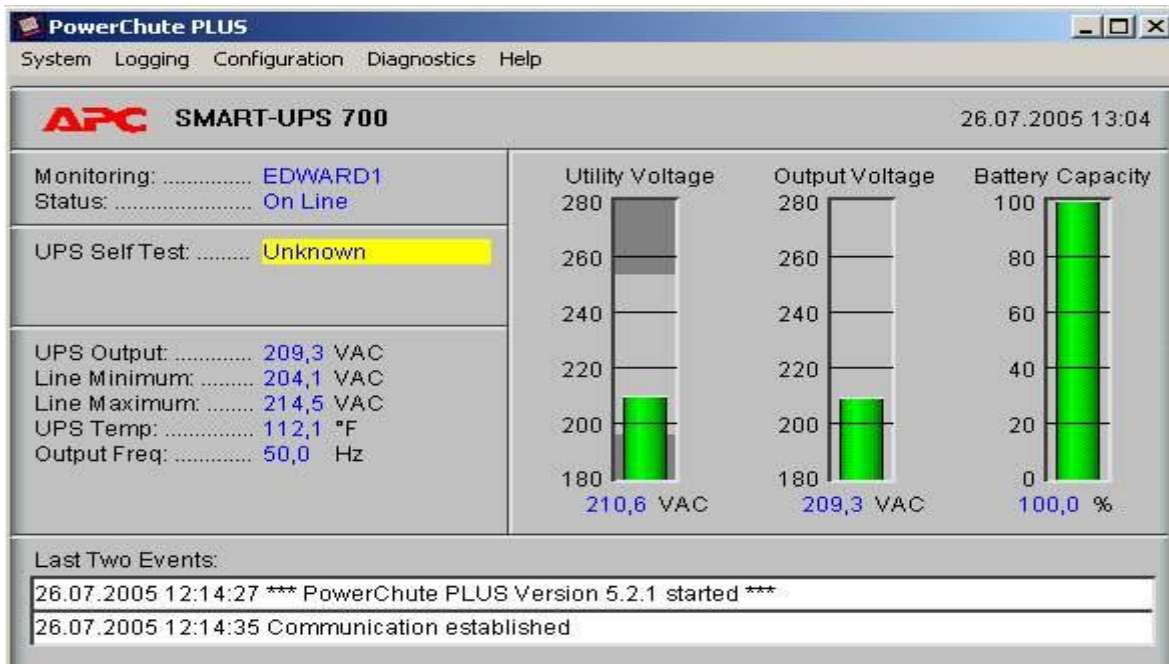 PowerChute PLUS
System Logging Configuration Diagnostics Help
APC SMART-UPS 700 26.07.2005 13:04
Monitoring: .............. EDWARD1
Status: ...................... On Line
UPS Self Test: ......... Unknown
UPS Output: ............. 209,3 VAC
Line Minimum: ......... 204,1 VAC
Line Maximum: ........ 214,5 VAC
UPS Temp: ............... 112,1 °F
Output Freq: ............. 50,0 Hz
Utility Voltage
280
260
240
220
200
180
210,6 VAC
Output Voltage
280
260
240
220
200
180
209,3 VAC
Battery Capacity
100
80
60
40
20
0
100,0 %
Last Two Events:
26.07.2005 12:14:27 *** PowerChute PLUS Version 5.2.1 started ***
26.07.2005 12:14:35 Communication established